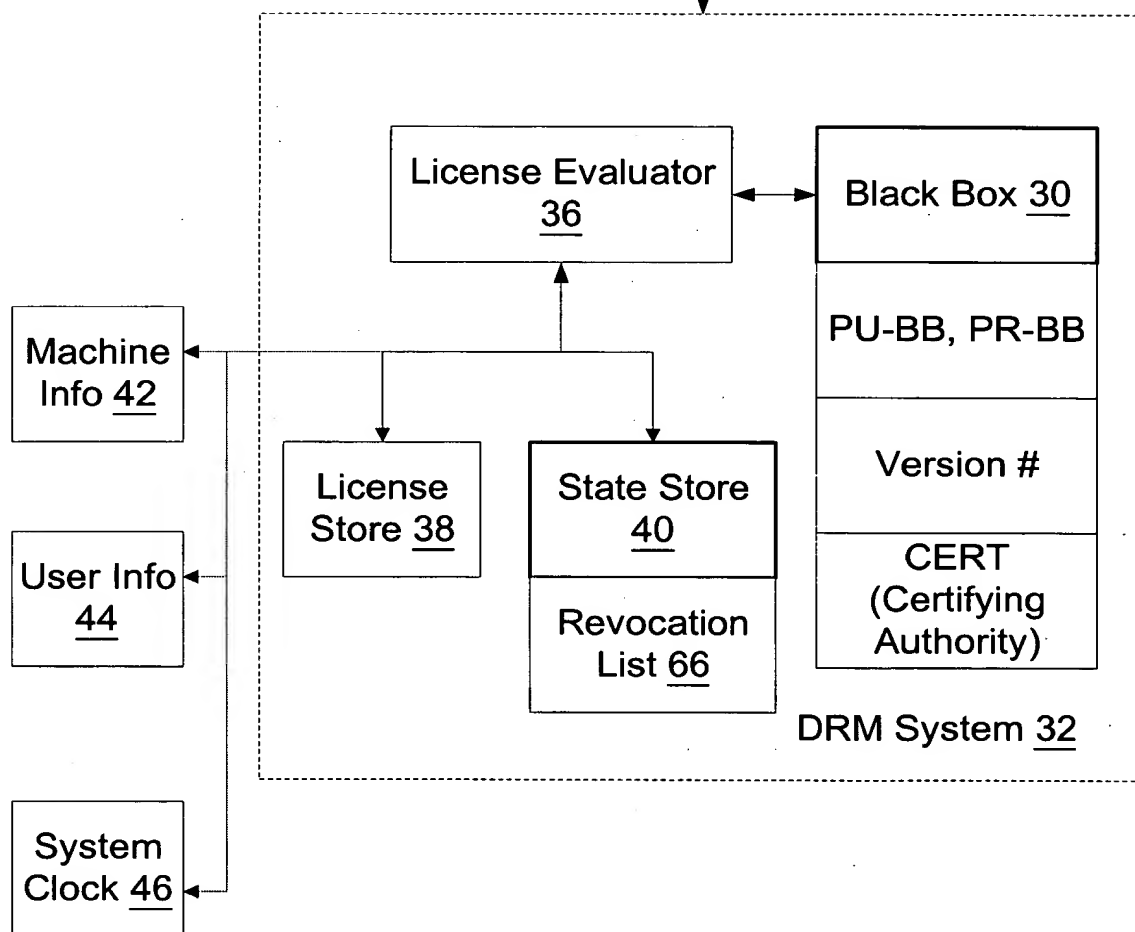 License Evaluator
36
Black Box 30
PU-BB, PR-BB
Version #
CERT
(Certifying
Authority)
Machine
Info 42
License
Store 38
State Store
40
Revocation
List 66
User Info
44
DRM System 32
System
Clock 46